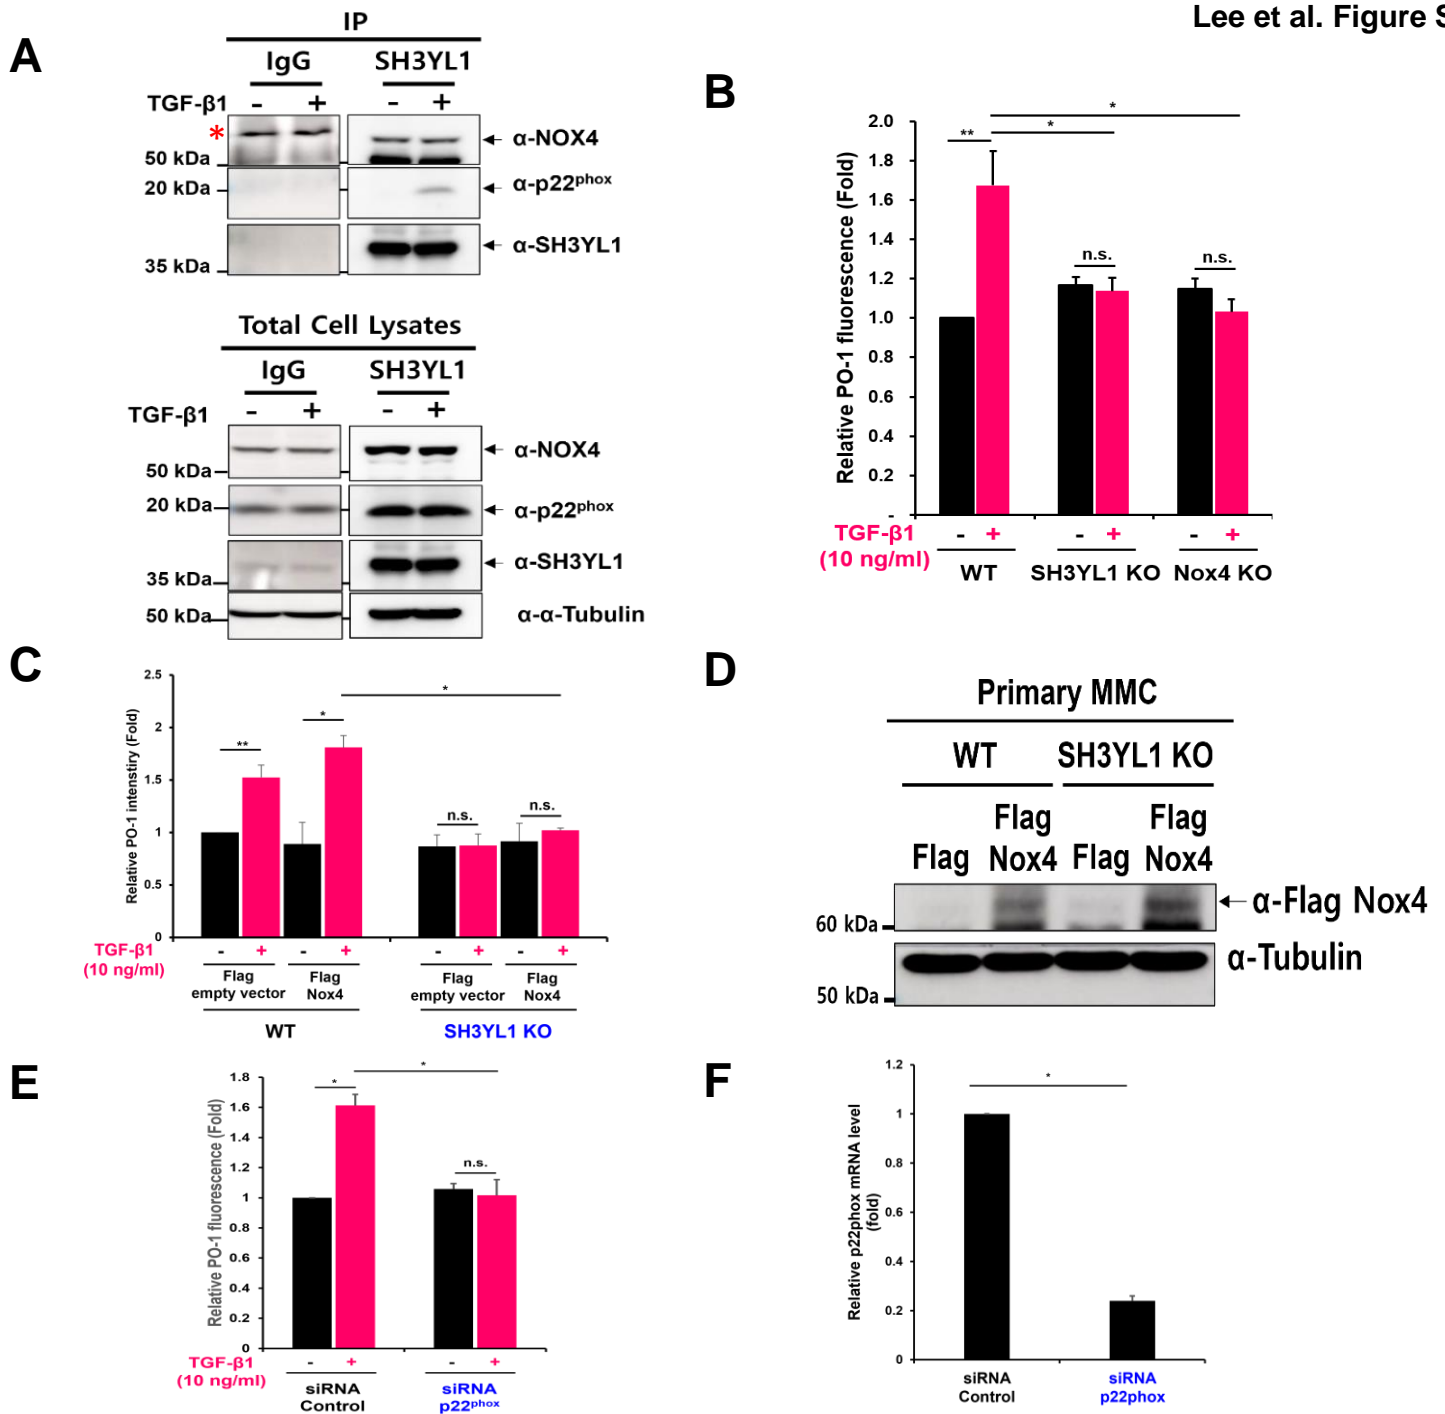 Lee et al. Figure S
A
IP
IgG SH3YL1
TGF-β1 - + - +
*
α-NOX4
50 kDa
20 kDa
α-p22phox
α-SH3YL1
35 kDa
Total Cell Lysates
IgG SH3YL1
TGF-β1 - + - +
α-NOX4
50 kDa
20 kDa
α-p22phox
α-SH3YL1
35 kDa
50 kDa
α-α-Tubulin
B
Relative PO-1 fluorescence (Fold)
2.0
1.8
1.6
1.4
1.2
1.0
0.8
0.6
0.4
0.2
-
*
*
**
n.s.
n.s.
TGF-β1 - + - + - +
(10 ng/ml)
WT SH3YL1 KO Nox4 KO
C
Relative PO-1 intenstiry (Fold)
2.5
2
1.5
1
0.5
0
*
*
**
n.s.
n.s.
TGF-β1 - + - + - + - +
(10 ng/ml)
Flag Flag Flag Flag
empty vector Nox4 empty vector Nox4
WT SH3YL1 KO
D
Primary MMC
WT SH3YL1 KO
Flag Flag
Flag Nox4 Flag Nox4
α-Flag Nox4
60 kDa
α-Tubulin
50 kDa
E
Relative PO-1 fluorescence (Fold)
1.8
1.6
1.4
1.2
1
0.8
0.6
0.4
0.2
0
*
*
n.s.
TGF-β1 - + - +
(10 ng/ml)
siRNA siRNA
Control p22phox
F
Relative p22phox mRNA level
(fold)
1.2
1
0.8
0.6
0.4
0.2
0
*
siRNA siRNA
Control p22phox